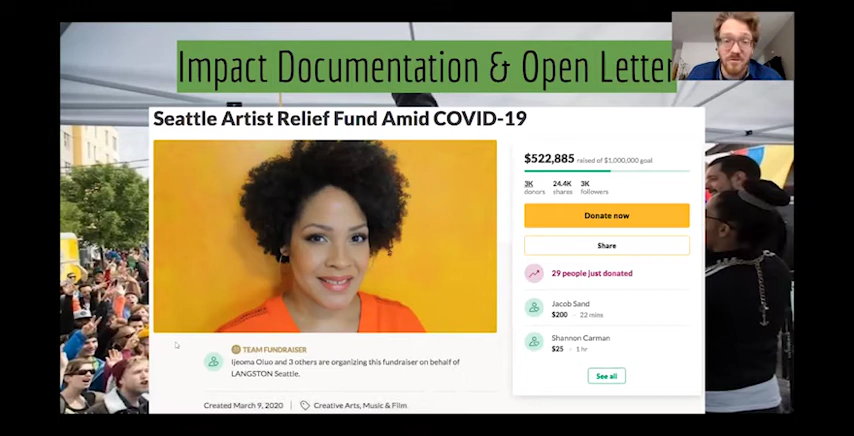 Impact Documentation & Open Letter
Seattle Artist Relief Fund Amid COVID-19
$522,885 raised of $1,000,000 goal
3K 24.4K 3K
donors shares followers
Donate now
Share
29 people just donated
Jacob Sand
$200 · 22 mins
Shannon Carman
$25 · 1 hr
See all
TEAM FUNDRAISER
Ijeoma Oluo and 3 others are organizing this fundraiser on behalf of
LANGSTON Seattle.
Created March 9, 2020 | Creative Arts, Music & Film